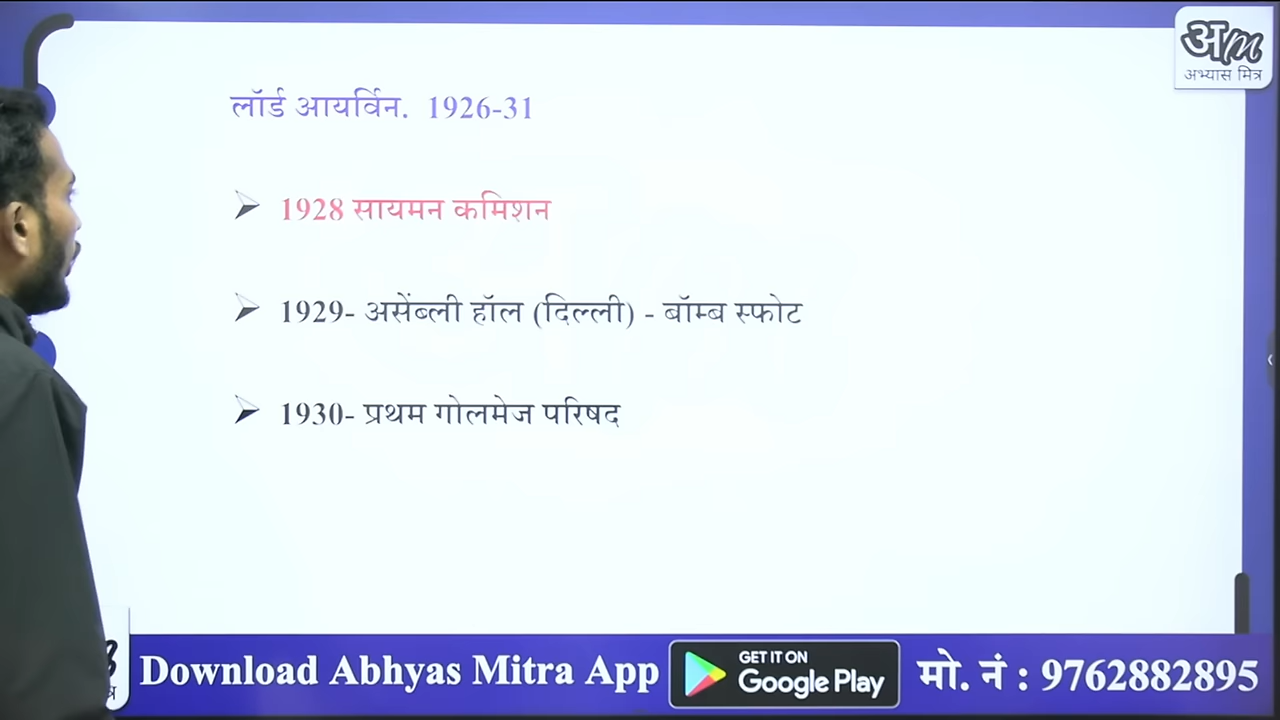 अm
अभ्यास मित्र
लॉर्ड आयर्विन. 1926-31
1928 सायमन कमिशन
1929- असेंब्ली हॉल (दिल्ली) - बॉम्ब स्फोट
1930- प्रथम गोलमेज परिषद
Download Abhyas Mitra App
GET IT ON
Google Play
मो. नं : 9762882895